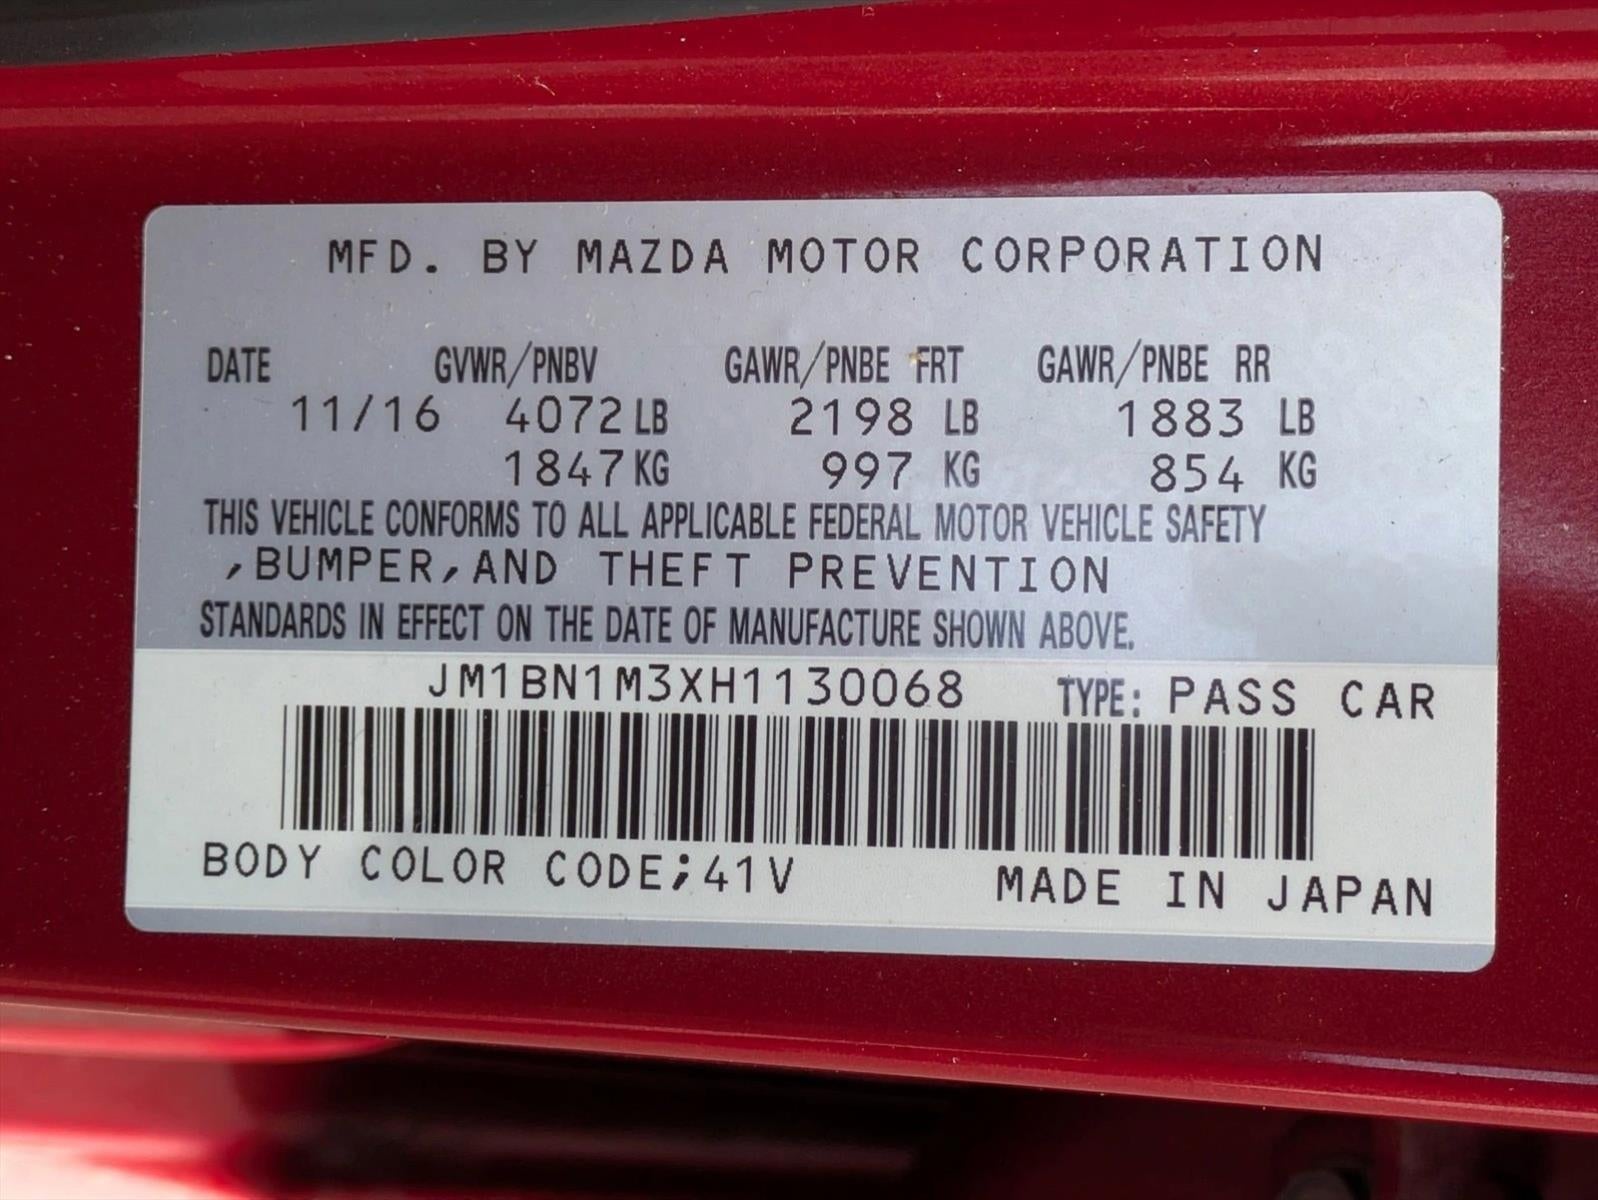 MFD. BY MAZDA MOTOR CORPORATION
DATE GVWR/PNBV GAWR/PNBE FRT GAWR/PNBE RR
11/16 4072 LB 2198 LB 1883 LB
1847 KG 997 KG 854 KG
THIS VEHICLE CONFORMS TO ALL APPLICABLE FEDERAL MOTOR VEHICLE SAFETY
,BUMPER,AND THEFT PREVENTION
STANDARDS IN EFFECT ON THE DATE OF MANUFACTURE SHOWN ABOVE.
JM1BN1M3XH1130068 TYPE: PASS CAR
BODY COLOR CODE;41V MADE IN JAPAN